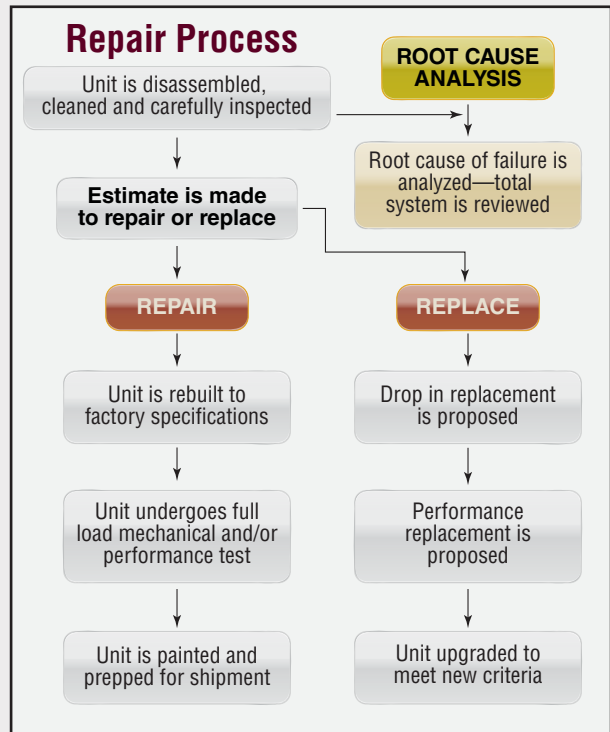 Repair Process
Unit is disassembled,
cleaned and carefully inspected
ROOT CAUSE
ANALYSIS
Root cause of failure is
analyzed—total
system is reviewed
Estimate is made
to repair or replace
REPAIR
REPLACE
Unit is rebuilt to
factory specifications
Drop in replacement
is proposed
Unit undergoes full
load mechanical and/or
performance test
Performance
replacement is
proposed
Unit is painted and
prepped for shipment
Unit upgraded to
meet new criteria